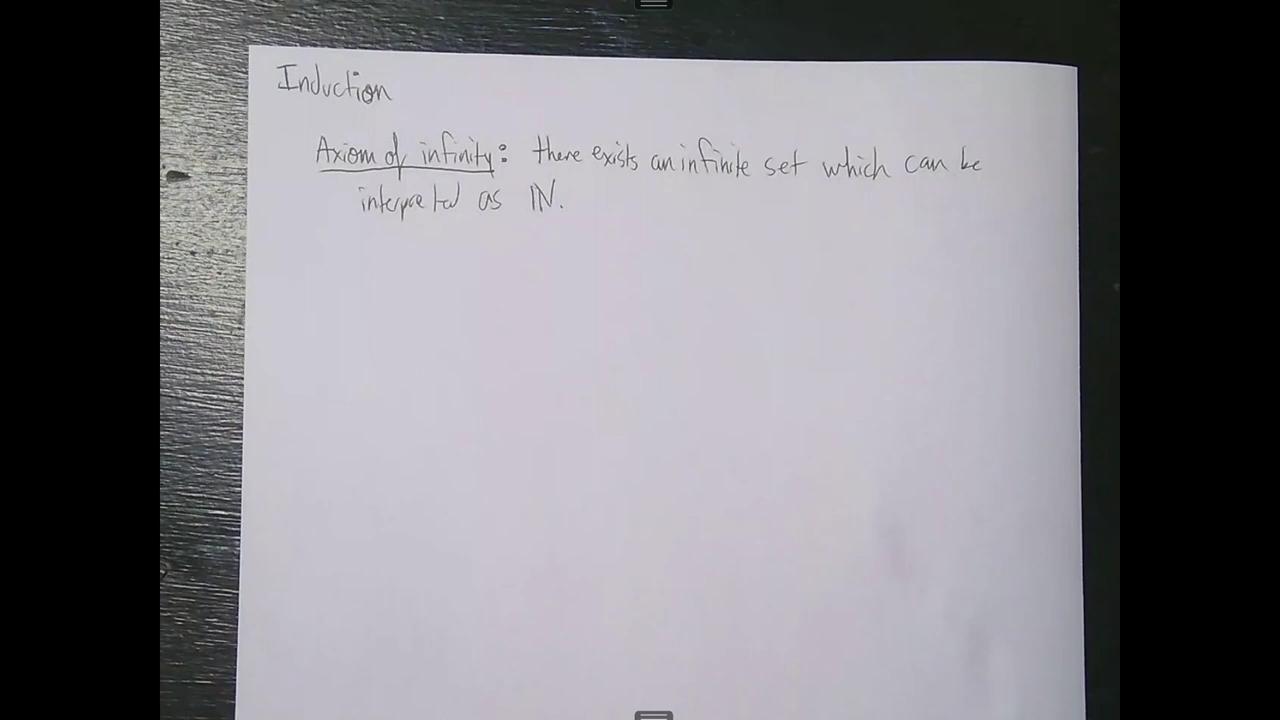 Induction
Axiom of infinity: there exists an infinite set which can be
interpreted as ℕ.